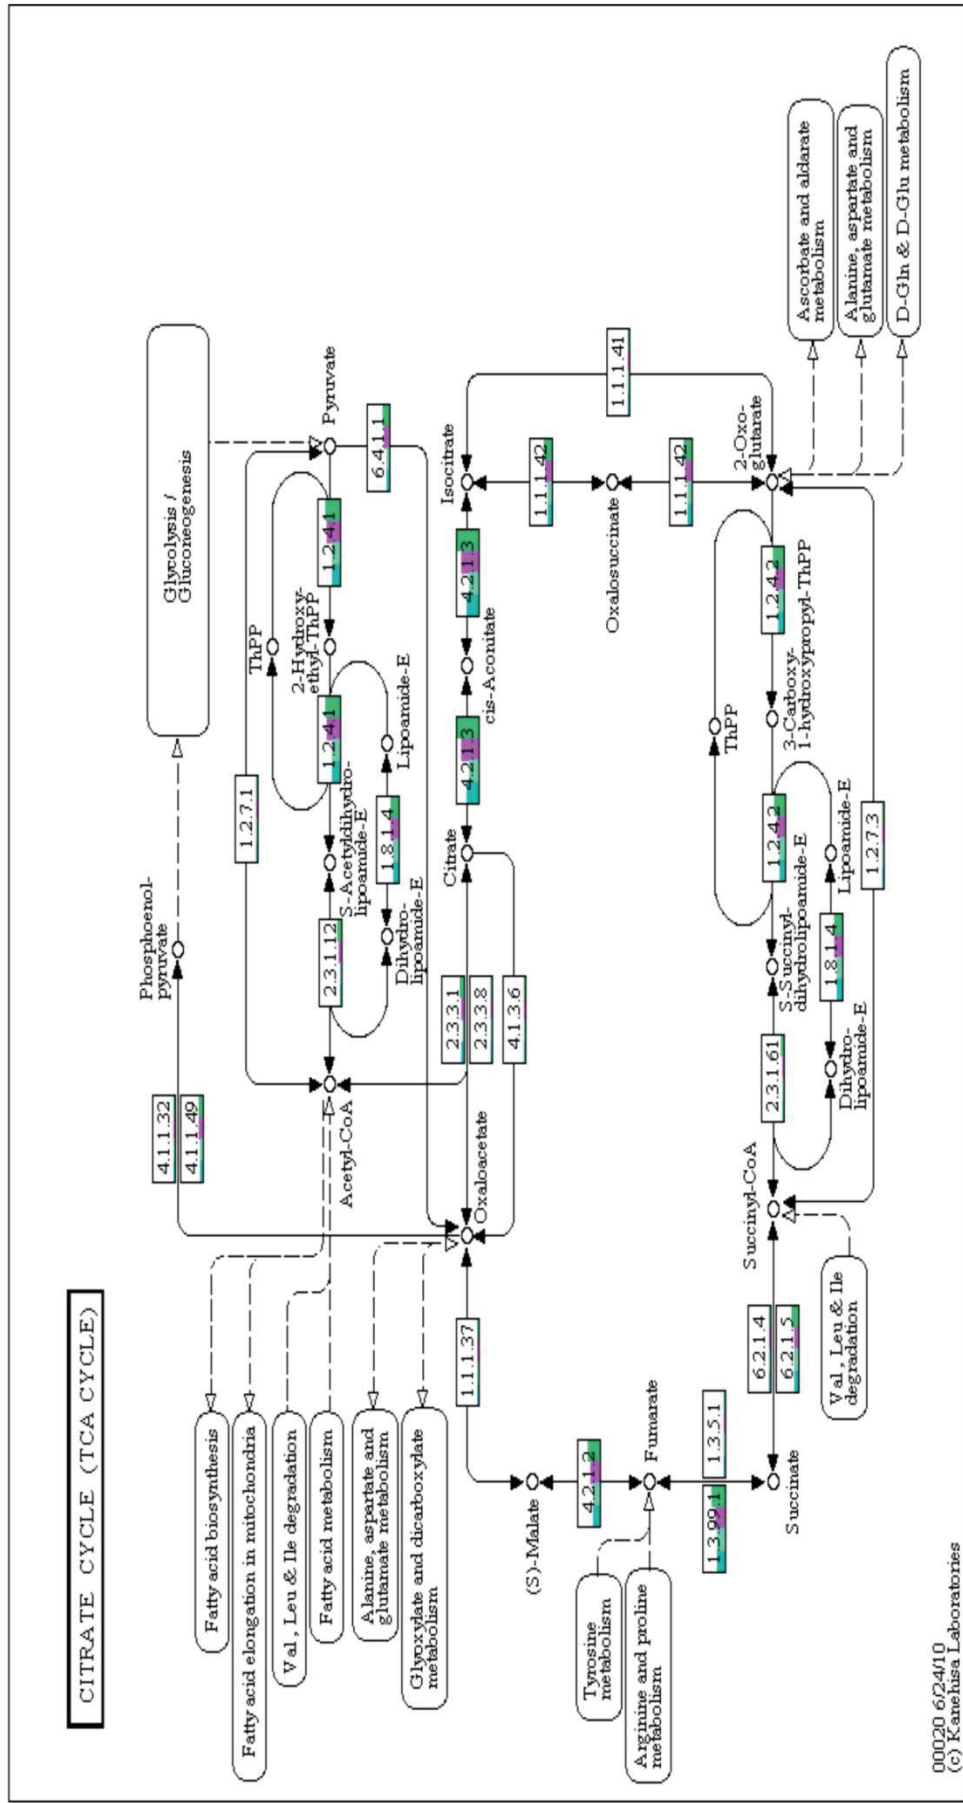 CITRATE CYCLE (TCA CYCLE)
Fatty acid biosynthesis
Fatty acid elongation in mitochondria
Val, Leu & Ile degradation
Fatty acid metabolism
Alanine, aspartate and
glutamate metabolism
Glyoxylate and dicarboxylate
metabolism
Tyrosine
metabolism
Arginine and proline
metabolism
4.1.1.32
4.1.1.49
Phosphoenol-
pyruvate
Glycolysis /
Gluconeogenesis
1.2.7.1
ThPP
Acetyl-CoA
2.3.1.12
S-Acetyldihydro-
lipoamide-E
1.2.4.1
2-Hydroxy-
ethyl-ThPP
1.2.4.1
Pyruvate
Dihydro-
lipoamide-E
1.8.1.4
Lipoamide-E
6.4.1.1
Oxaloacetate
2.3.3.1
2.3.3.8
4.1.3.6
Citrate
4.2.1.3
cis-Aconitate
4.2.1.3
Isocitrate
1.1.1.37
(S)-Malate
4.2.1.2
Fumarate
1.3.99.1
1.3.5.1
Succinate
1.1.1.42
Oxalosuccinate
1.1.1.42
1.1.1.41
2-Oxo-
glutarate
6.2.1.4
6.2.1.5
Succinyl-CoA
Val, Leu & Ile
degradation
ThPP
2.3.1.61
S-Succinyl-
dihydrolipoamide-E
1.2.4.2
3-Carboxy-
1-hydroxypropyl-ThPP
1.2.4.2
Dihydro-
lipoamide-E
1.8.1.4
Lipoamide-E
1.2.7.3
Ascorbate and aldarate
metabolism
Alanine, aspartate and
glutamate metabolism
D-Gln & D-Glu metabolism
00020 6/24/10
(c) Kanehisa Laboratories